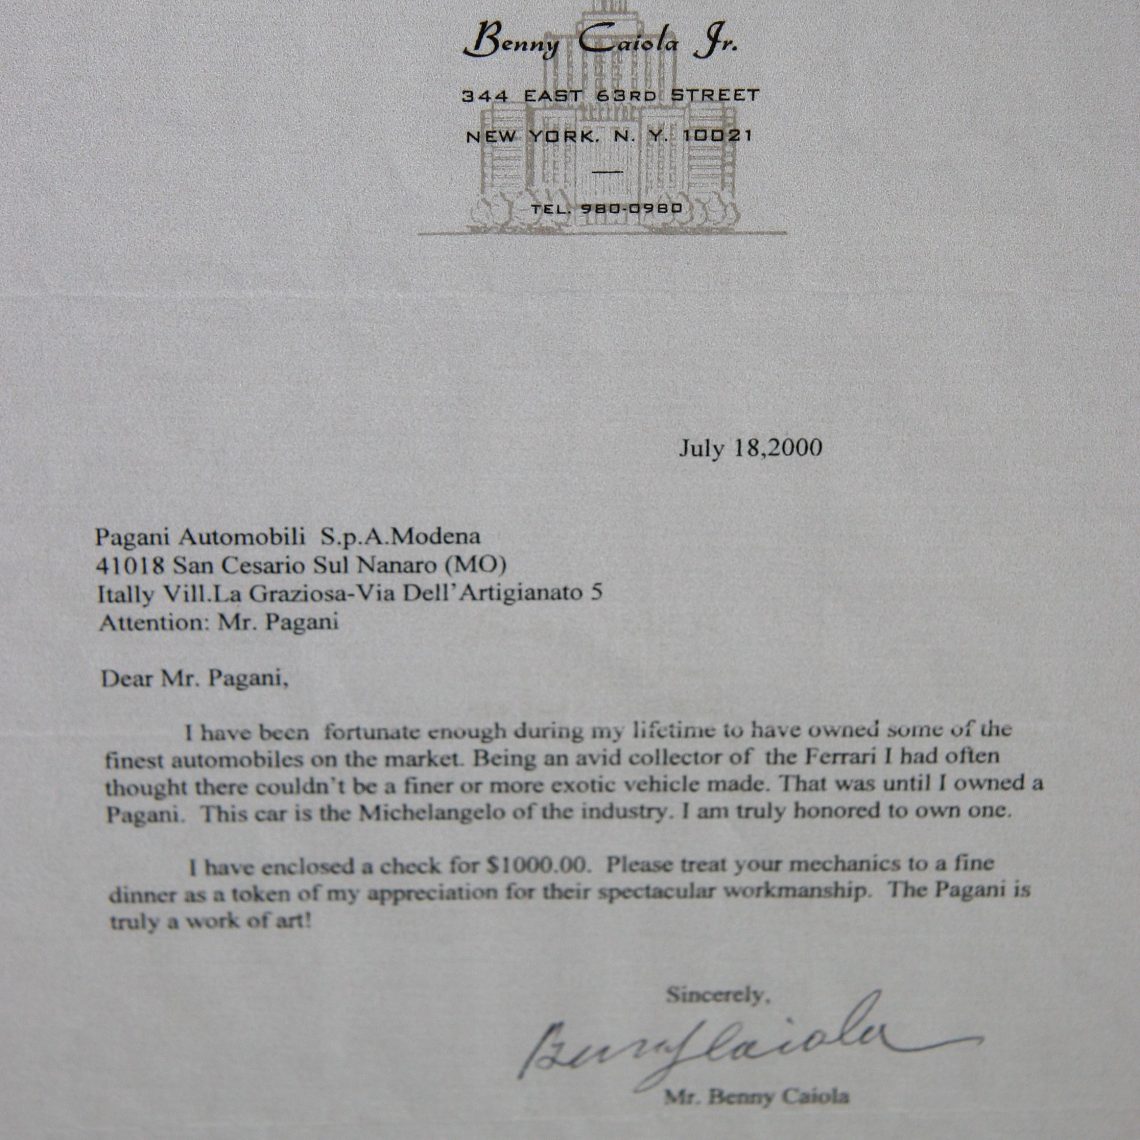 Benny Caiola Jr.
344 EAST 63RD STREET
NEW YORK, N. Y. 10021
TEL. 980-0980
July 18,2000
Pagani Automobili S.p.A.Modena
41018 San Cesario Sul Nanaro (MO)
Itally Vill.La Graziosa-Via Dell'Artigianato 5
Attention: Mr. Pagani
Dear Mr. Pagani,
I have been fortunate enough during my lifetime to have owned some of the
finest automobiles on the market. Being an avid collector of the Ferrari I had often
thought there couldn't be a finer or more exotic vehicle made. That was until I owned a
Pagani. This car is the Michelangelo of the industry. I am truly honored to own one.
I have enclosed a check for $1000.00. Please treat your mechanics to a fine
dinner as a token of my appreciation for their spectacular workmanship. The Pagani is
truly a work of art!
Sincerely,
Benny Caiola
Mr. Benny Caiola